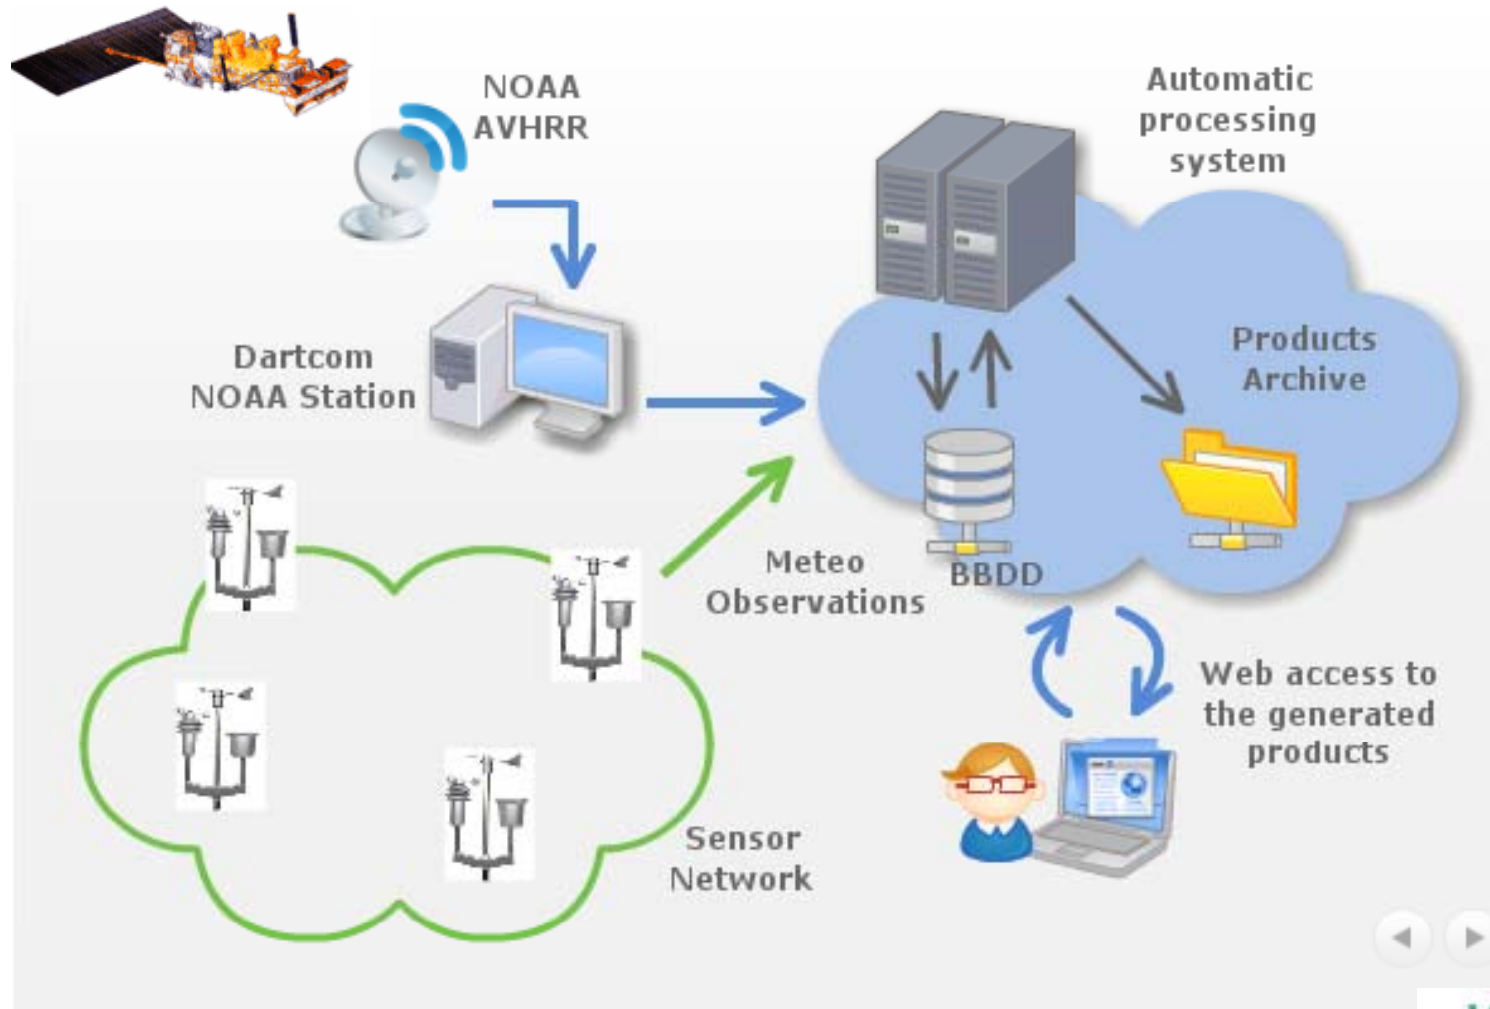 NOAA
AVHRR
Automatic
processing
system
Dartcom
NOAA Station
Products
Archive
Meteo
Observations
BBDD
Web access to
the generated
products
Sensor
Network